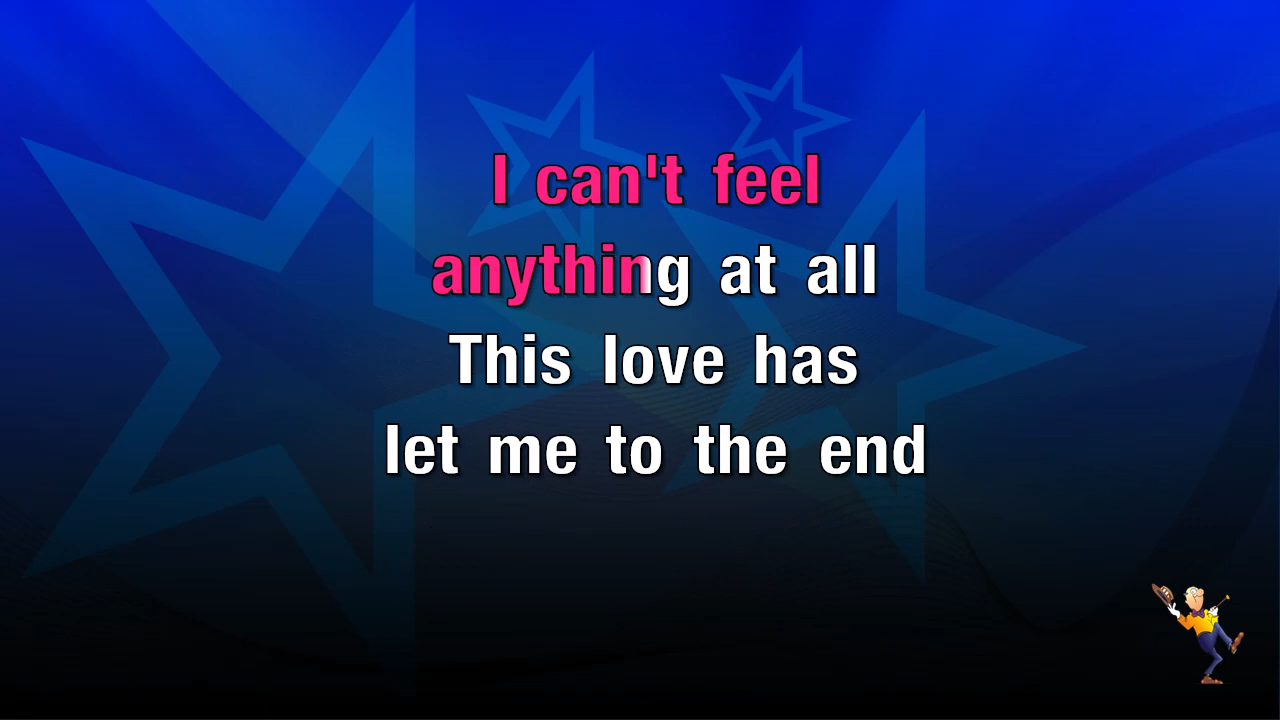 I can't feel
anything at all
This love has
let me to the end